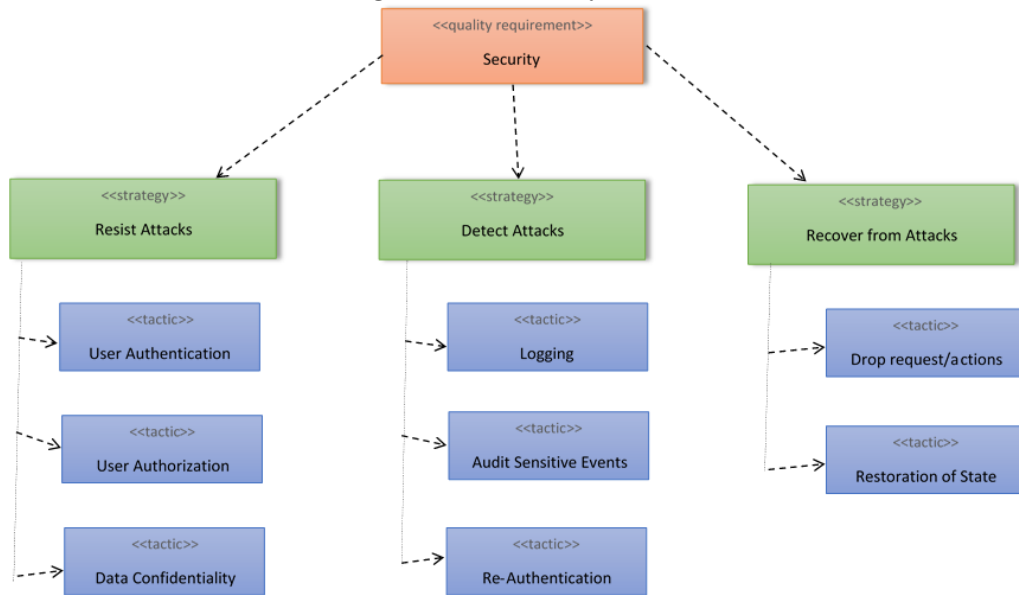 <<quality requirement>>
Security
<<strategy>>
Resist Attacks
<<tactic>>
User Authentication
<<tactic>>
User Authorization
<<tactic>>
Data Confidentiality
<<strategy>>
Detect Attacks
<<tactic>>
Logging
<<tactic>>
Audit Sensitive Events
<<tactic>>
Re-Authentication
<<strategy>>
Recover from Attacks
<<tactic>>
Drop request/actions
<<tactic>>
Restoration of State